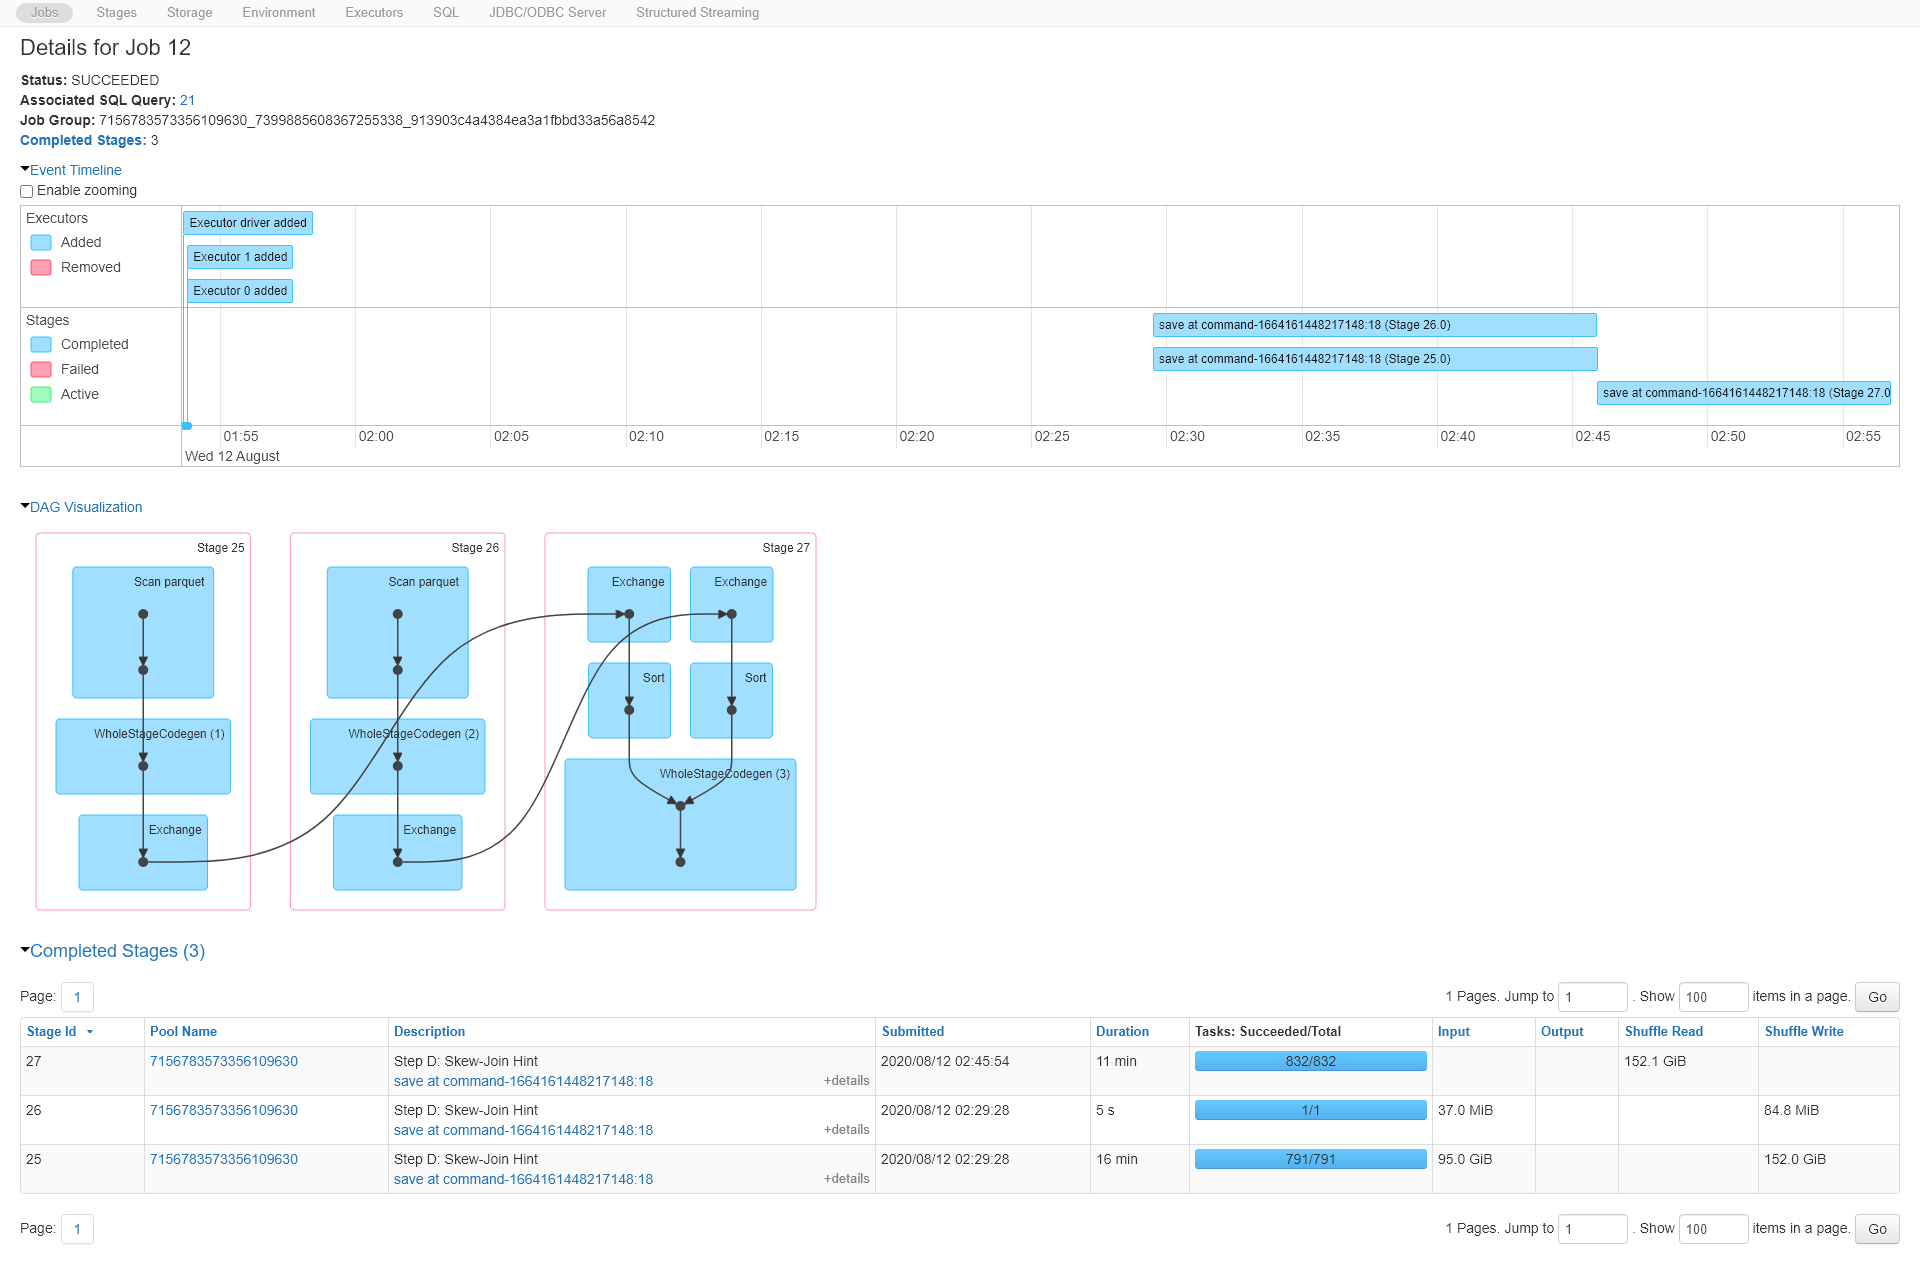 Jobs Stages Storage Environment Executors SQL JDBC/ODBC Server Structured Streaming
Details for Job 12
Status: SUCCEEDED
Associated SQL Query: 21
Job Group: 7156783573356109630_7399885608367255338_913903c4a4384ea3a1fbbd33a56a8542
Completed Stages: 3
Event Timeline
Enable zooming
Executors
Added
Removed
Executor driver added
Executor 1 added
Executor 0 added
Stages
Completed
Failed
Active
save at command-1664161448217148:18 (Stage 26.0)
save at command-1664161448217148:18 (Stage 25.0)
save at command-1664161448217148:18 (Stage 27.0
01:55 02:00 02:05 02:10 02:15 02:20 02:25 02:30 02:35 02:40 02:45 02:50 02:55
Wed 12 August
DAG Visualization
Stage 25
Scan parquet
WholeStageCodegen (1)
Exchange
Stage 26
Scan parquet
WholeStageCodegen (2)
Exchange
Stage 27
Exchange Exchange
Sort Sort
WholeStageCodegen (3)
Completed Stages (3)
Page: 1 1 Pages. Jump to 1 . Show 100 items in a page. Go
Stage Id Pool Name Description Submitted Duration Tasks: Succeeded/Total Input Output Shuffle Read Shuffle Write
27 7156783573356109630 Step D: Skew-Join Hint 2020/08/12 02:45:54 11 min 832/832 152.1 GiB
save at command-1664161448217148:18 +details
26 7156783573356109630 Step D: Skew-Join Hint 2020/08/12 02:29:28 5 s 1/1 37.0 MiB 84.8 MiB
save at command-1664161448217148:18 +details
25 7156783573356109630 Step D: Skew-Join Hint 2020/08/12 02:29:28 16 min 791/791 95.0 GiB 152.0 GiB
save at command-1664161448217148:18 +details
Page: 1 1 Pages. Jump to 1 . Show 100 items in a page. Go